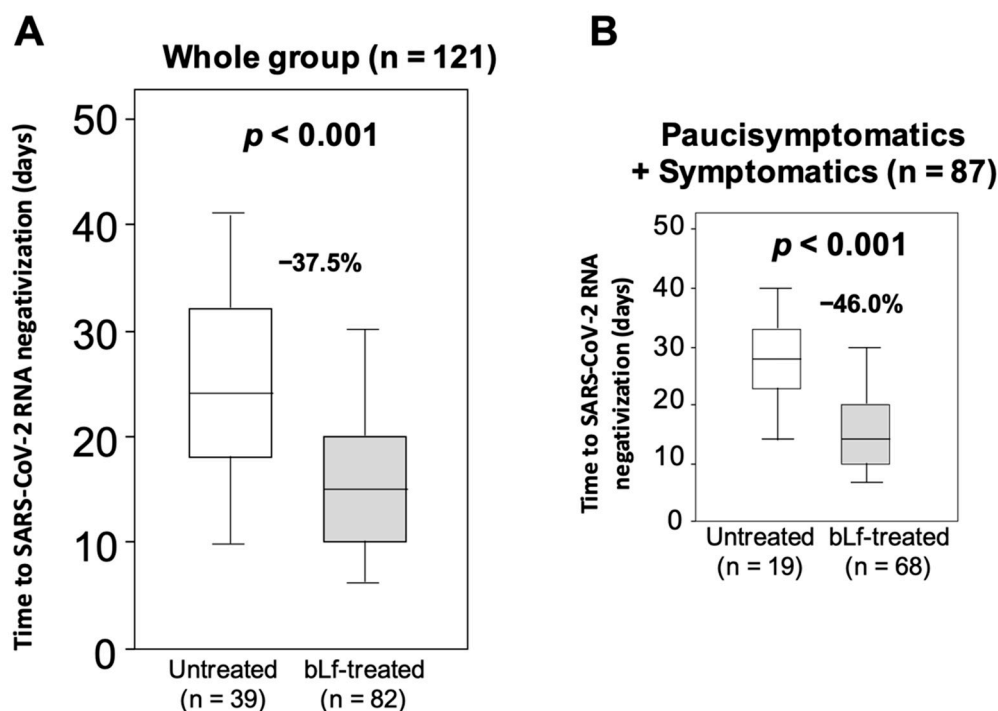 A
Whole group (n = 121)
Time to SARS-CoV-2 RNA negativization (days)
50
40
30
20
10
0
p < 0.001
−37.5%
Untreated
(n = 39)
bLf-treated
(n = 82)
B
Paucisymptomatics
+ Symptomatics (n = 87)
Time to SARS-CoV-2 RNA
negativization (days)
50
40
30
20
10
0
p < 0.001
−46.0%
Untreated
(n = 19)
bLf-treated
(n = 68)